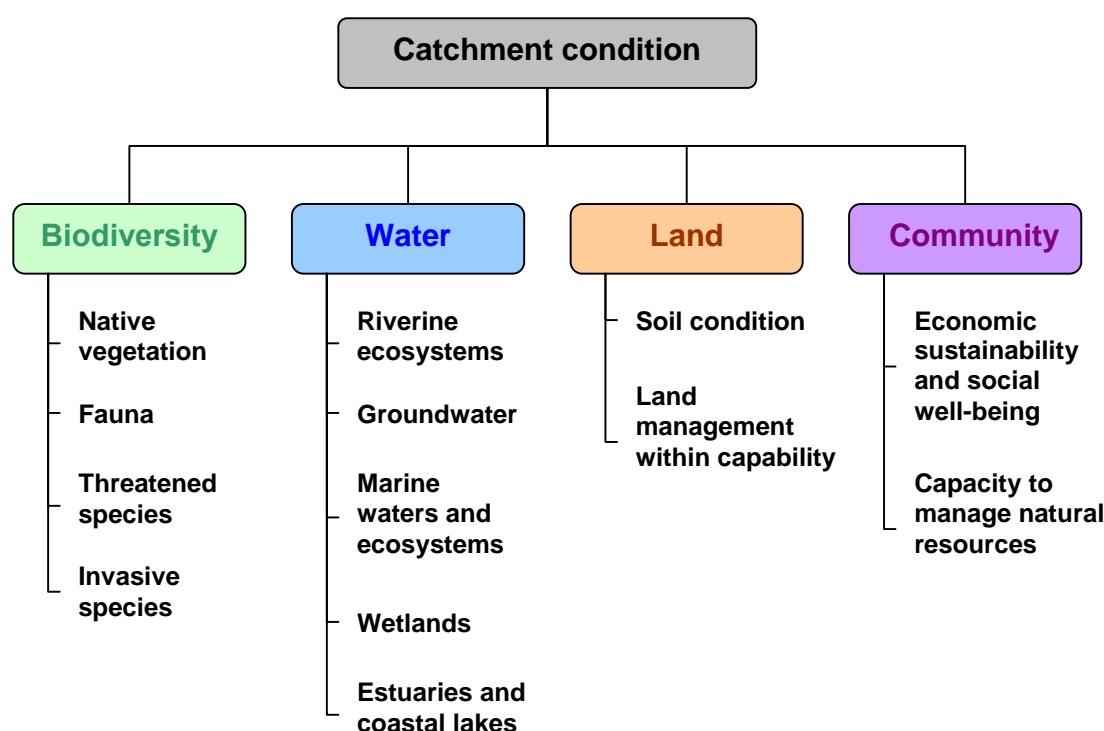 Catchment condition
Biodiversity
Native
vegetation
Fauna
Threatened
species
Invasive
species
Water
Riverine
ecosystems
Groundwater
Marine
waters and
ecosystems
Wetlands
Estuaries and
coastal lakes
Land
Soil condition
Land
management
within capability
Community
Economic
sustainability
and social
well-being
Capacity to
manage natural
resources